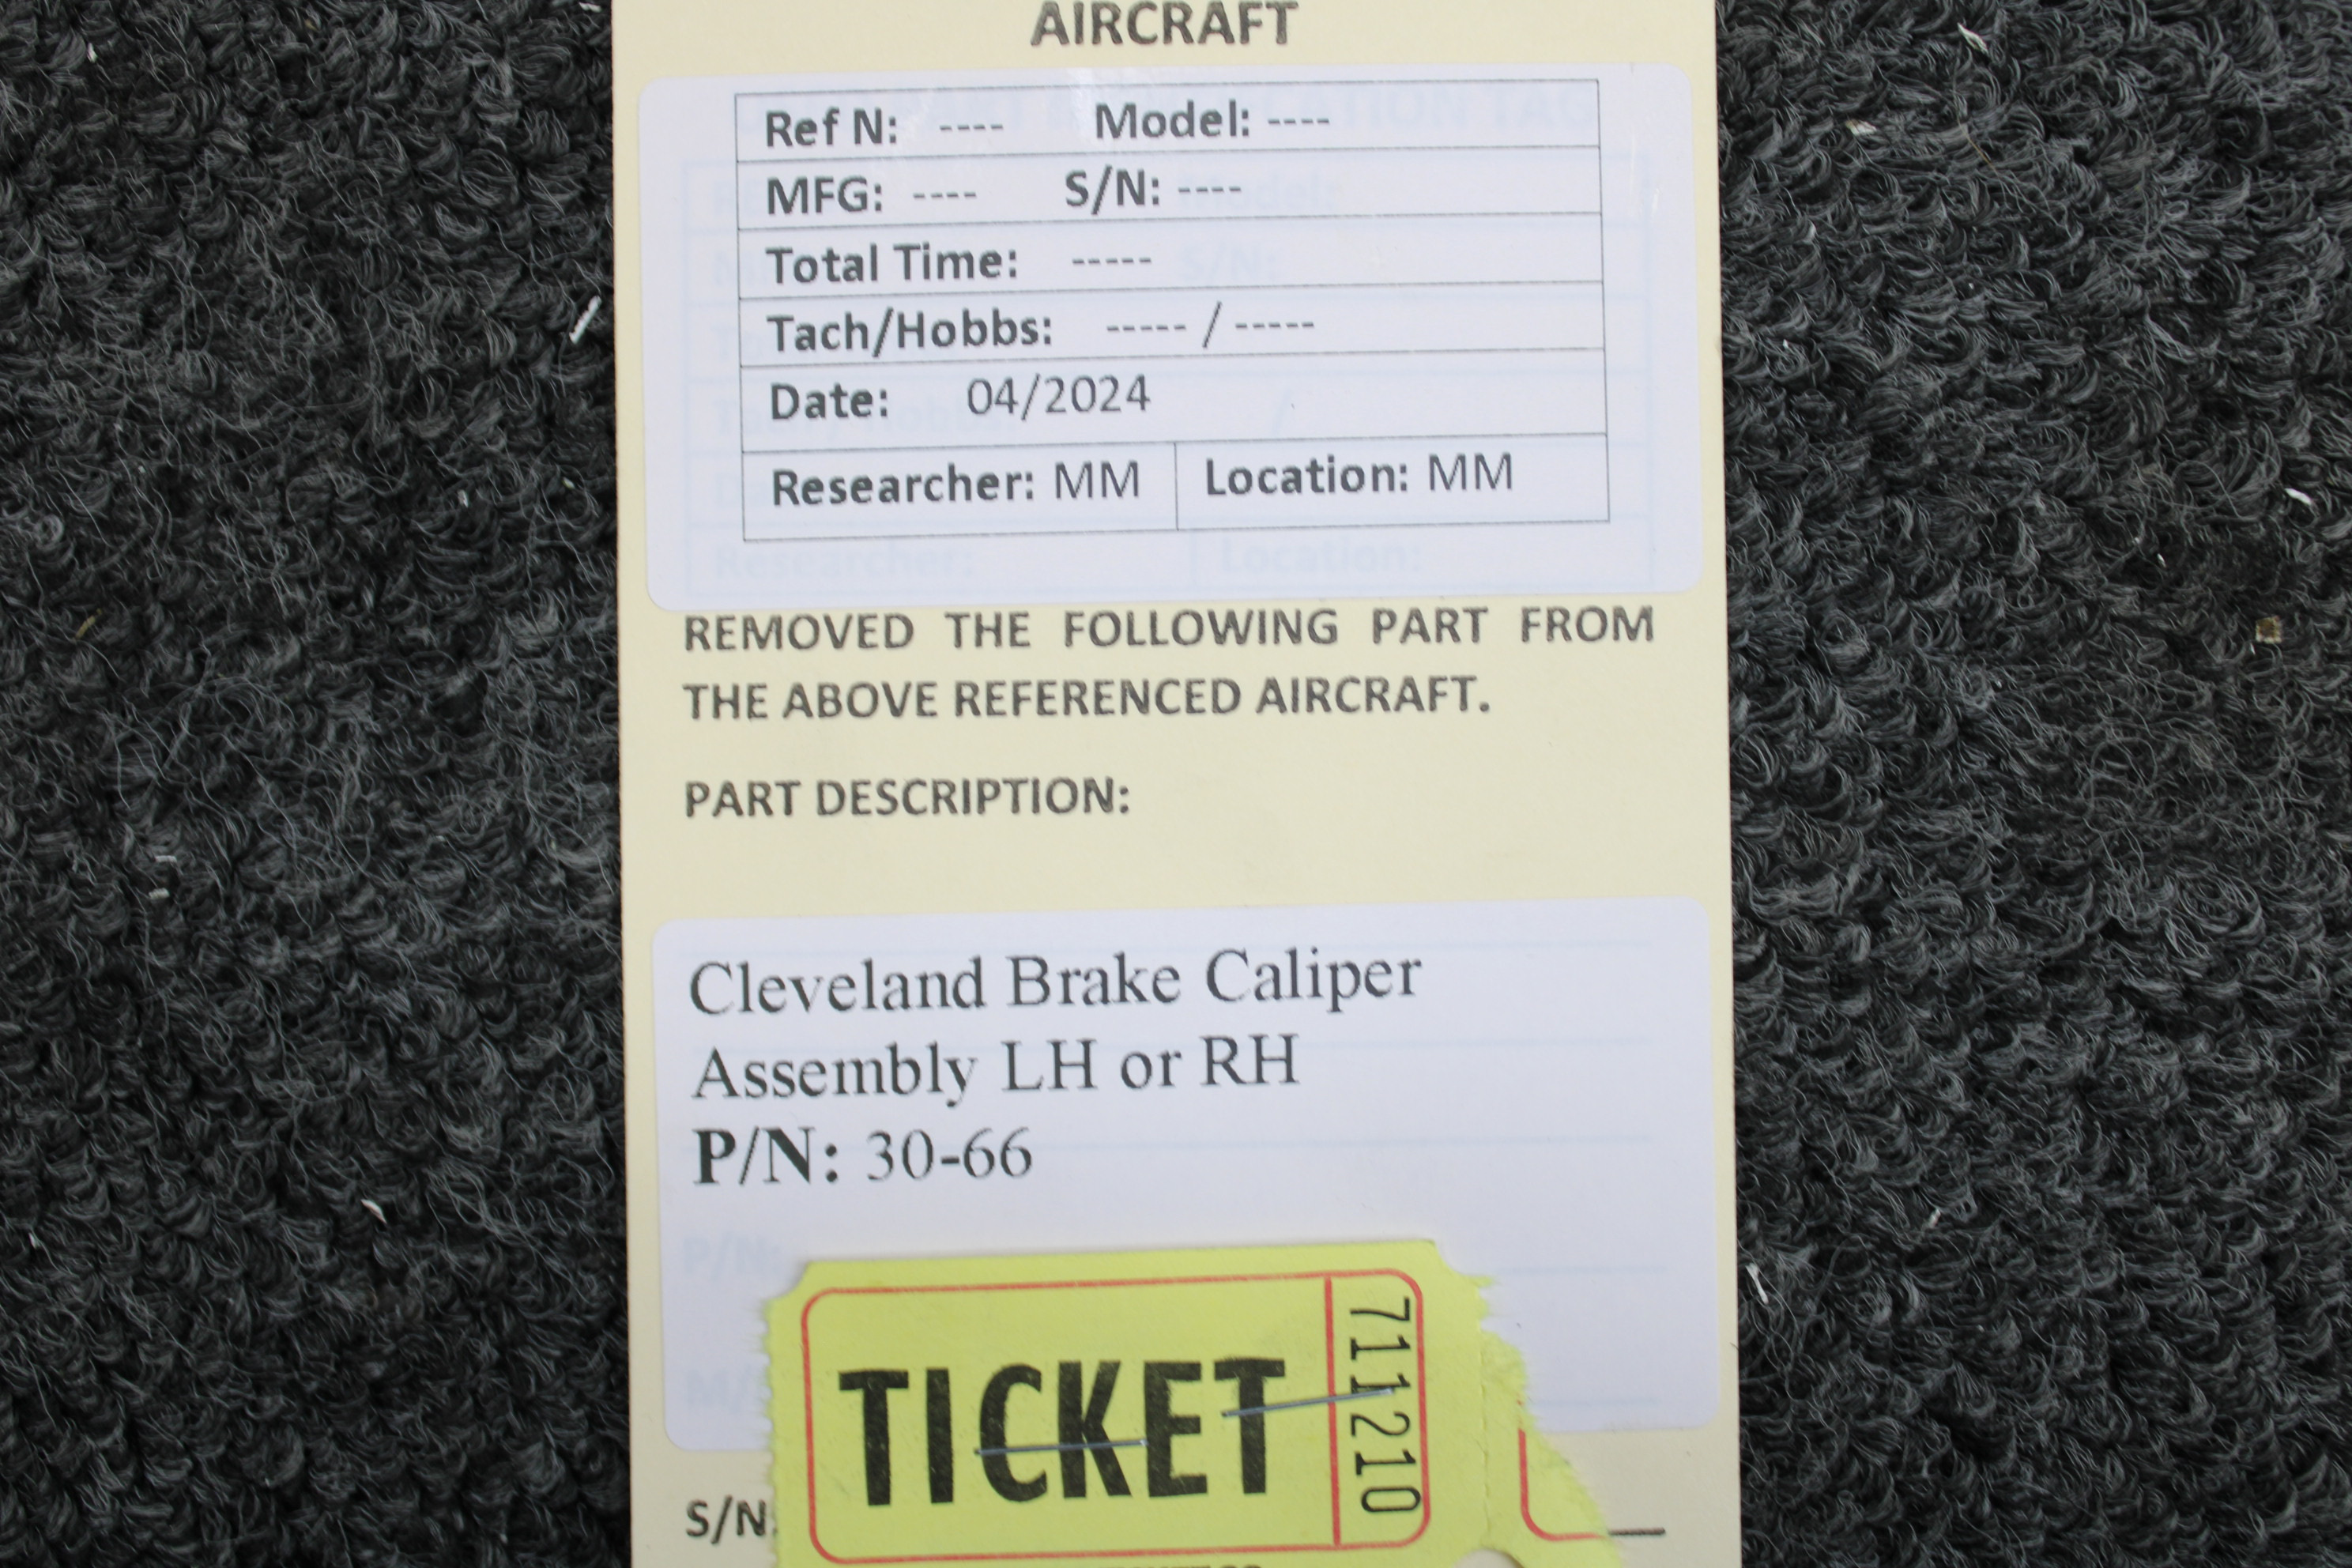 AIRCRAFT
Ref N: ---- Model: ----
MFG: ---- S/N: ----
Total Time: -----
Tach/Hobbs: ----- / -----
Date: 04/2024
Researcher: MM Location: MM
REMOVED THE FOLLOWING PART FROM
THE ABOVE REFERENCED AIRCRAFT.
PART DESCRIPTION:
Cleveland Brake Caliper
Assembly LH or RH
P/N: 30-66
P/N:
TICKET 711210
S/N: